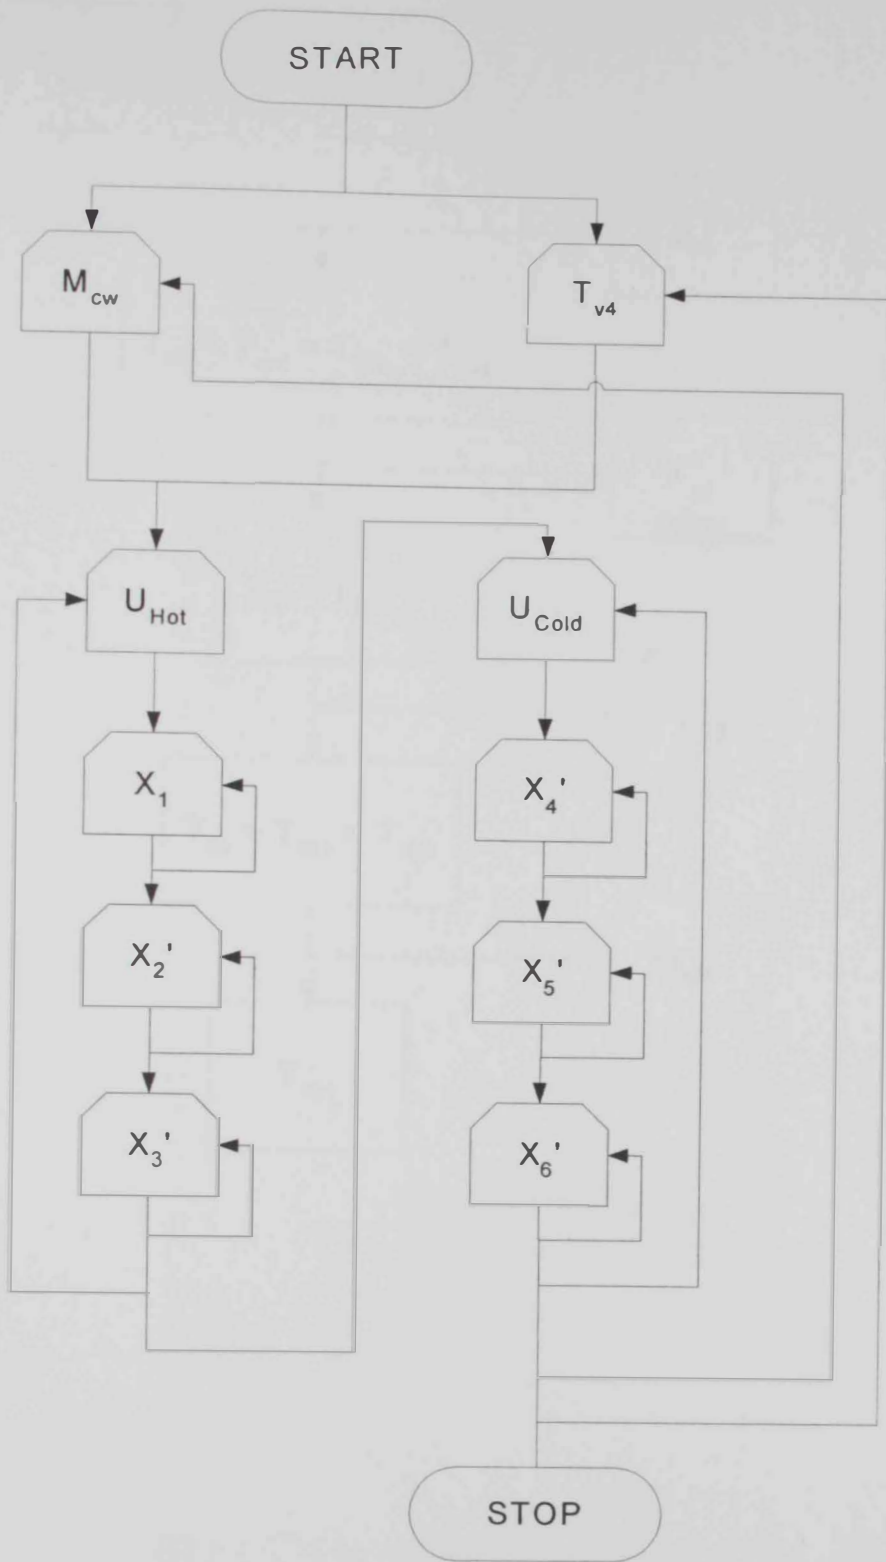 START
M_cw
T_v4
U_Hot
U_Cold
X_1
X_4'
X_2'
X_5'
X_3'
X_6'
STOP